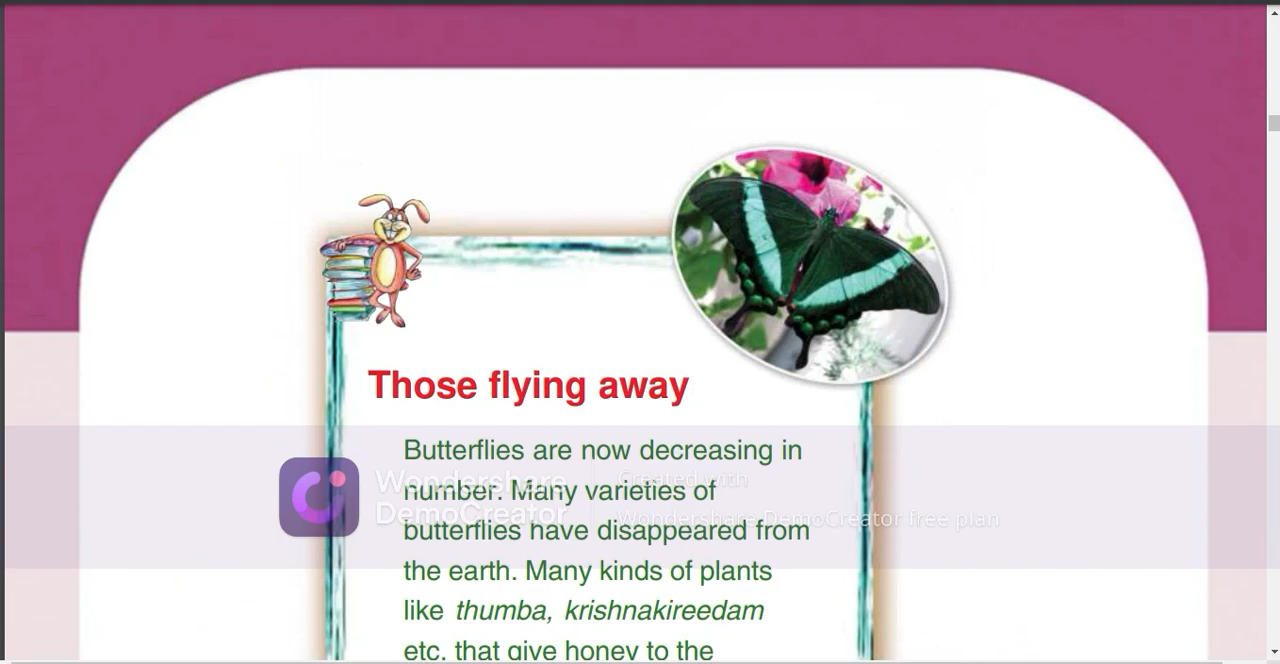 Those flying away
Butterflies are now decreasing in
number. Many varieties of
butterflies have disappeared from
the earth. Many kinds of plants
like thumba, krishnakireedam
etc. that give honey to the
Wondershare
DemoCreator
Created with
Wondershare DemoCreator free plan